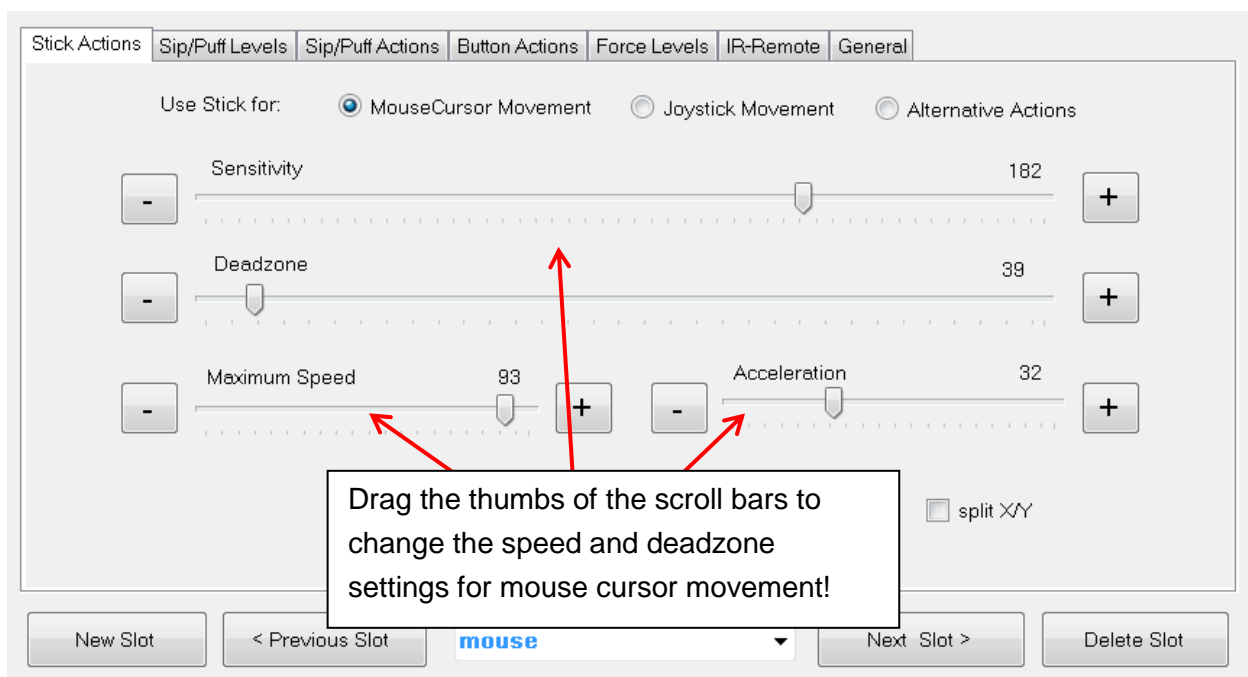 Stick Actions Sip/Puff Levels Sip/Puff Actions Button Actions Force Levels IR-Remote General
Use Stick for: MouseCursor Movement Joystick Movement Alternative Actions
Sensitivity 182
- +
Deadzone 39
- +
Maximum Speed 93 Acceleration 32
- + - +
Drag the thumbs of the scroll bars to
change the speed and deadzone
settings for mouse cursor movement!
split X/Y
New Slot < Previous Slot mouse Next Slot > Delete Slot